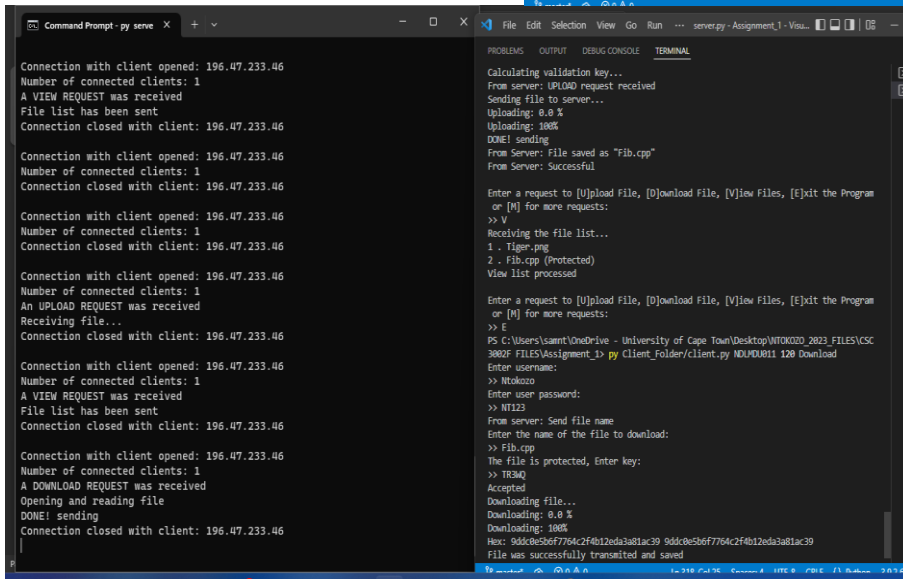 Command Prompt - py serve
Connection with client opened: 196.47.233.46
Number of connected clients: 1
A VIEW REQUEST was received
File list has been sent
Connection closed with client: 196.47.233.46
Connection with client opened: 196.47.233.46
Number of connected clients: 1
Connection closed with client: 196.47.233.46
Connection with client opened: 196.47.233.46
Number of connected clients: 1
Connection closed with client: 196.47.233.46
Connection with client opened: 196.47.233.46
Number of connected clients: 1
An UPLOAD REQUEST was received
Receiving file...
Connection closed with client: 196.47.233.46
Connection with client opened: 196.47.233.46
Number of connected clients: 1
A VIEW REQUEST was received
File list has been sent
Connection closed with client: 196.47.233.46
Connection with client opened: 196.47.233.46
Number of connected clients: 1
A DOWNLOAD REQUEST was received
Opening and reading file
DONE! sending
Connection closed with client: 196.47.233.46
File Edit Selection View Go Run ··· server.py - Assignment_1 - Visu...
PROBLEMS OUTPUT DEBUG CONSOLE TERMINAL
Calculating validation key...
From server: UPLOAD request received
Sending file to server...
Uploading: 0.0 %
Uploading: 100%
DONE! sending
From Server: File saved as "Fib.cpp"
From Server: Successful
Enter a request to [U]pload File, [D]ownload File, [V]iew Files, [E]xit the Program
or [M] for more requests:
>> V
Receiving the file list...
1 . Tiger.png
2 . Fib.cpp (Protected)
View list processed
Enter a request to [U]pload File, [D]ownload File, [V]iew Files, [E]xit the Program
or [M] for more requests:
>> E
PS C:\Users\samnt\OneDrive - University of Cape Town\Desktop\NTOKOZO_2023_FILES\CSC
3002F FILES\Assignment_1> py Client_Folder/client.py NDLMDU011 120 Download
Enter username:
>> Ntokozo
Enter user password:
>> NT123
From server: Send file name
Enter the name of the file to download:
>> Fib.cpp
The file is protected, Enter key:
>> TR3WQ
Accepted
Downloading file...
Downloading: 0.0 %
Downloading: 100%
Hex: 9ddc0e5b6f7764c2f4b12eda3a81ac39 9ddc0e5b6f7764c2f4b12eda3a81ac39
File was successfully transmited and saved